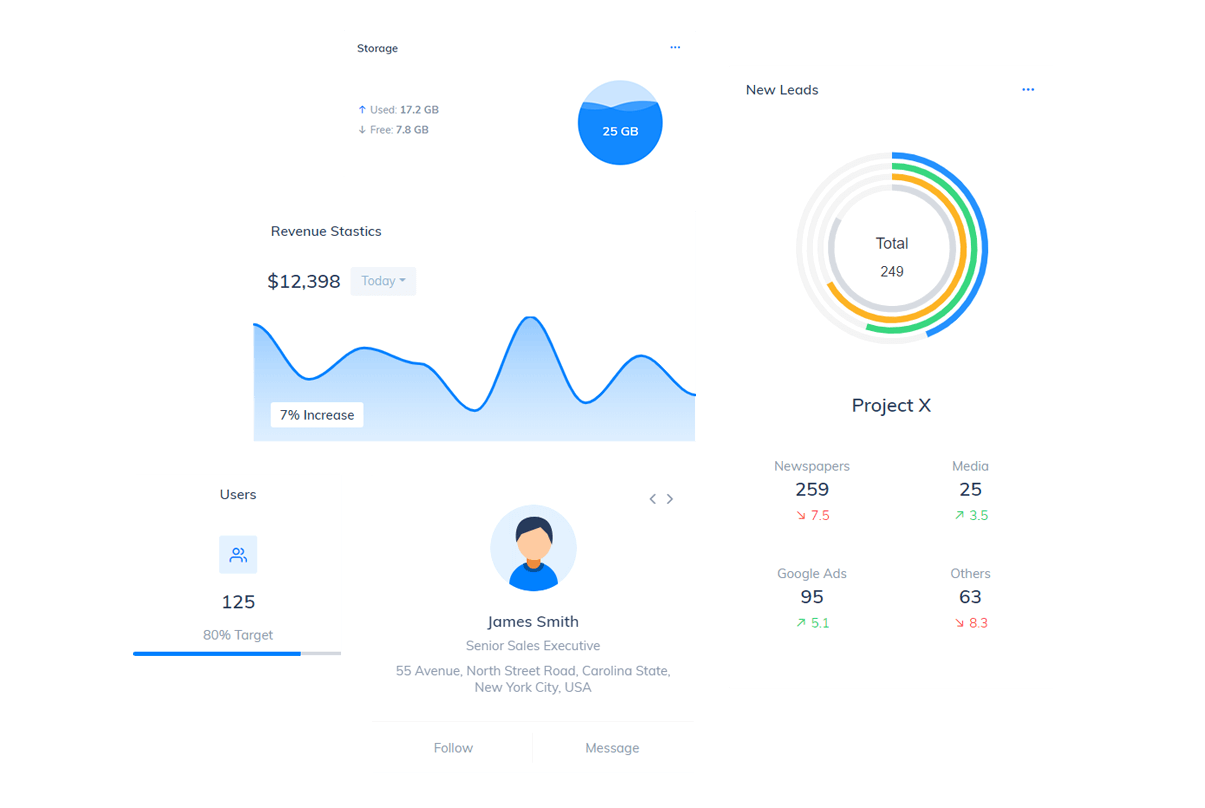 Storage
Used: 17.2 GB
Free: 7.8 GB
25 GB
Revenue Stastics
$12,398
Today
7% Increase
Users
125
80% Target
James Smith
Senior Sales Executive
55 Avenue, North Street Road, Carolina State,
New York City, USA
Follow
Message
New Leads
Total
249
Project X
Newspapers
259
7.5
Media
25
3.5
Google Ads
95
5.1
Others
63
8.3